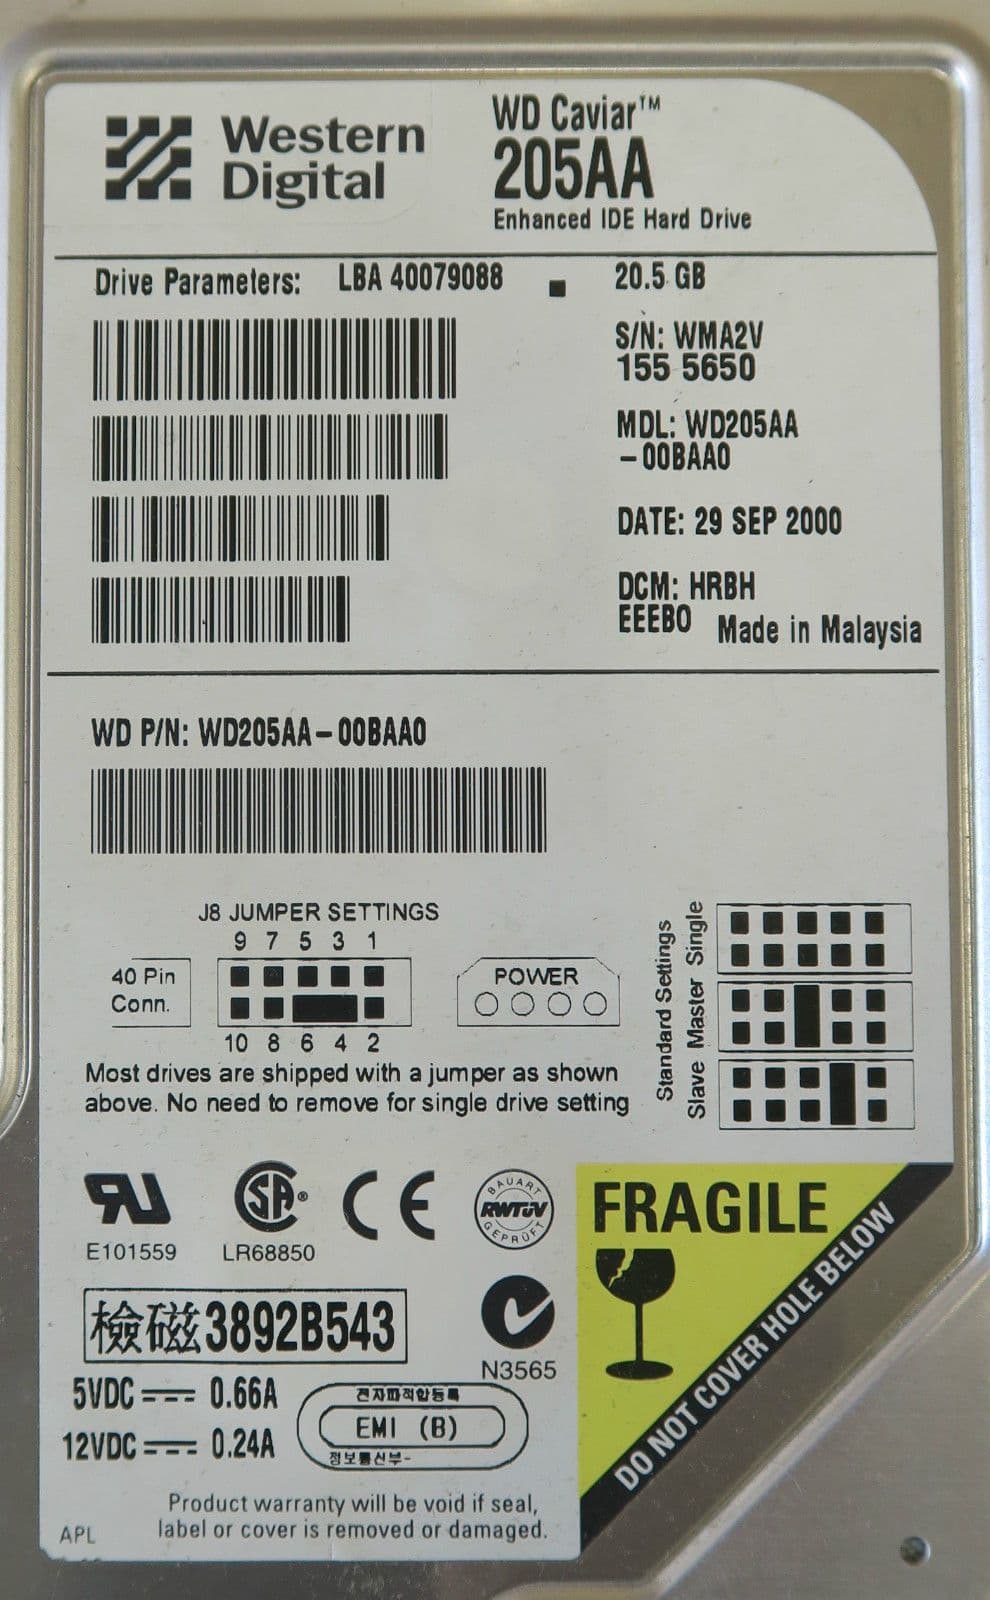 Western
Digital
WD Caviar™
205AA
Enhanced IDE Hard Drive
Drive Parameters: LBA 40079088 ■ 20.5 GB
S/N: WMA2V
155 5650
MDL: WD205AA
-00BAA0
DATE: 29 SEP 2000
DCM: HRBH
EEEBO Made in Malaysia
WD P/N: WD205AA-00BAA0
J8 JUMPER SETTINGS
9 7 5 3 1
40 Pin
Conn.
10 8 6 4 2
POWER
Most drives are shipped with a jumper as shown
above. No need to remove for single drive setting
Standard Settings
Slave Master Single
E101559
SA®
LR68850
CE
BAUART
RWTÜV
GEPRÜFT
檢磁3892B543
N3565
5VDC 0.66A
12VDC 0.24A
전자파적합등록
EMI (B)
정보통신부-
FRAGILE
DO NOT COVER HOLE BELOW
Product warranty will be void if seal,
label or cover is removed or damaged.
APL